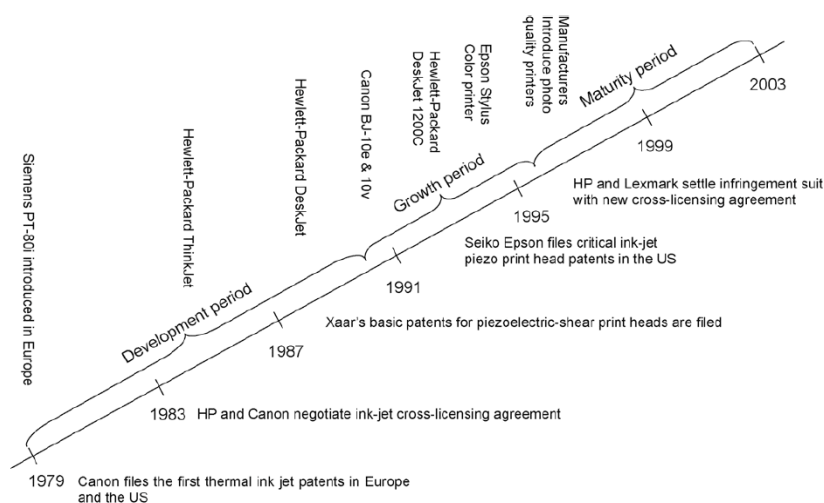 Siemens PT-80i introduced in Europe
Hewlett-Packard ThinkJet
Hewlett-Packard DeskJet
Canon BJ-10e & 10v
Hewlett-Packard
DeskJet 1200C
Epson Stylus
Color printer
Manufacturers
Introduce photo
quality printers
Development period
Growth period
Maturity period
2003
1999
HP and Lexmark settle infringement suit
with new cross-licensing agreement
1995
Seiko Epson files critical ink-jet
piezo print head patents in the US
1991
Xaar's basic patents for piezoelectric-shear print heads are filed
1987
1983 HP and Canon negotiate ink-jet cross-licensing agreement
1979 Canon files the first thermal ink jet patents in Europe
and the US